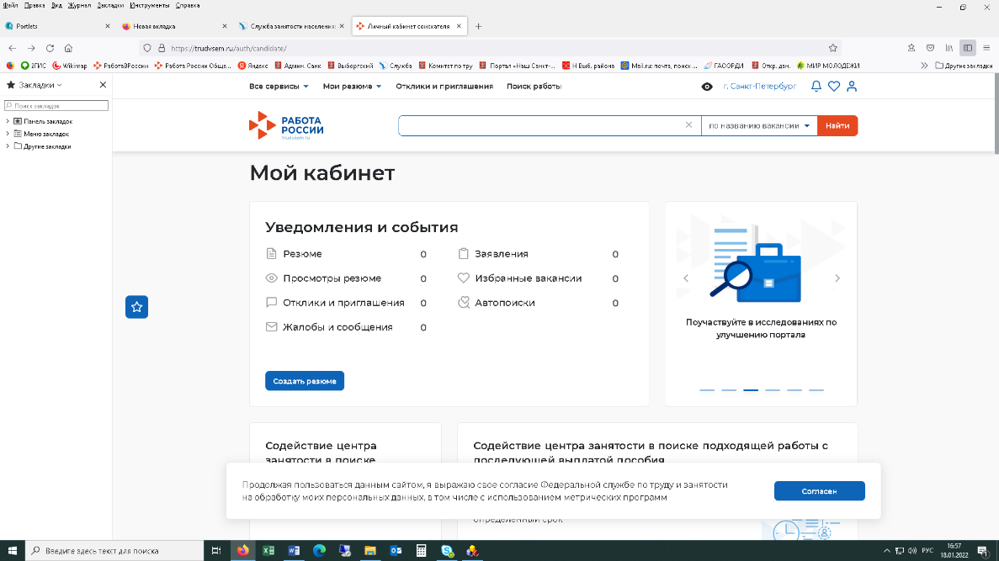 Файл Правка Вид Журнал Закладки Инструменты Справка
Portlets
Новая вкладка
Служба занятости населения
Личный кабинет соискателя
https://trudvsem.ru/auth/candidate/
2ГИС Wikimap РаботаВРоссии Работа России Обще... Яндекс Админ. Санк Выборгский Служба Комитет по тру Портал «Наш Санкт-... Н Выб. района Mail.ru: почта, поиск ... ГАОФРДИ Откр. дан. МИР МОЛОДЕЖИ Другие закладки
Закладки
Поиск закладок
Панель закладок
Меню закладок
Другие закладки
Все сервисы Мои резюме Отклики и приглашения Поиск работы г. Санкт-Петербург
РАБОТА
РОССИИ
trudvsem.ru
по названию вакансии Найти
Мой кабинет
Уведомления и события
Резюме 0 Заявления 0
Просмотры резюме 0 Избранные вакансии 0
Отклики и приглашения 0 Автопоиски 0
Жалобы и сообщения 0
Создать резюме
Поучаствуйте в исследованиях по
улучшению портала
Содействие центра
занятости в поиске
Содействие центра занятости в поиске подходящей работы с
последующей выплатой пособия
Продолжая пользоваться данным сайтом, я выражаю свое согласие Федеральной службе по труду и занятости
на обработку моих персональных данных, в том числе с использованием метрических программ
Согласен
определенный срок
Введите здесь текст для поиска
РУС
16:57
18.01.2022
1